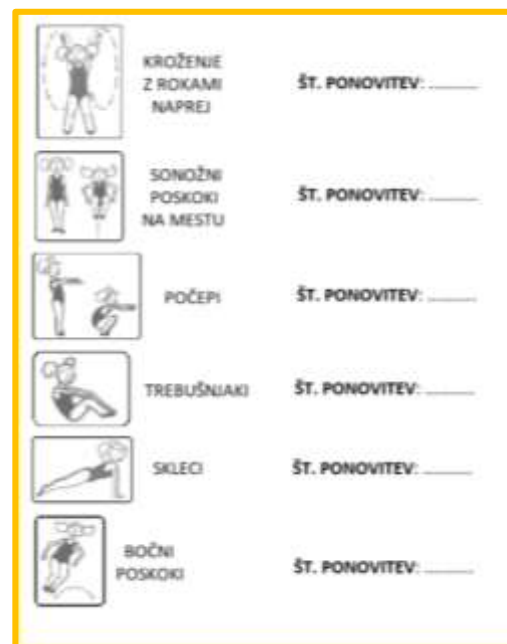 KROŽENJE
Z ROKAMI
NAPREJ
ŠT. PONOVITEV: ............
SONOŽNI
POSKOKI
NA MESTU
ŠT. PONOVITEV: ............
POČEPI
ŠT. PONOVITEV: ............
TREBUŠNJAKI
ŠT. PONOVITEV: ............
SKLECI
ŠT. PONOVITEV: ............
BOČNI
POSKOKI
ŠT. PONOVITEV: ............